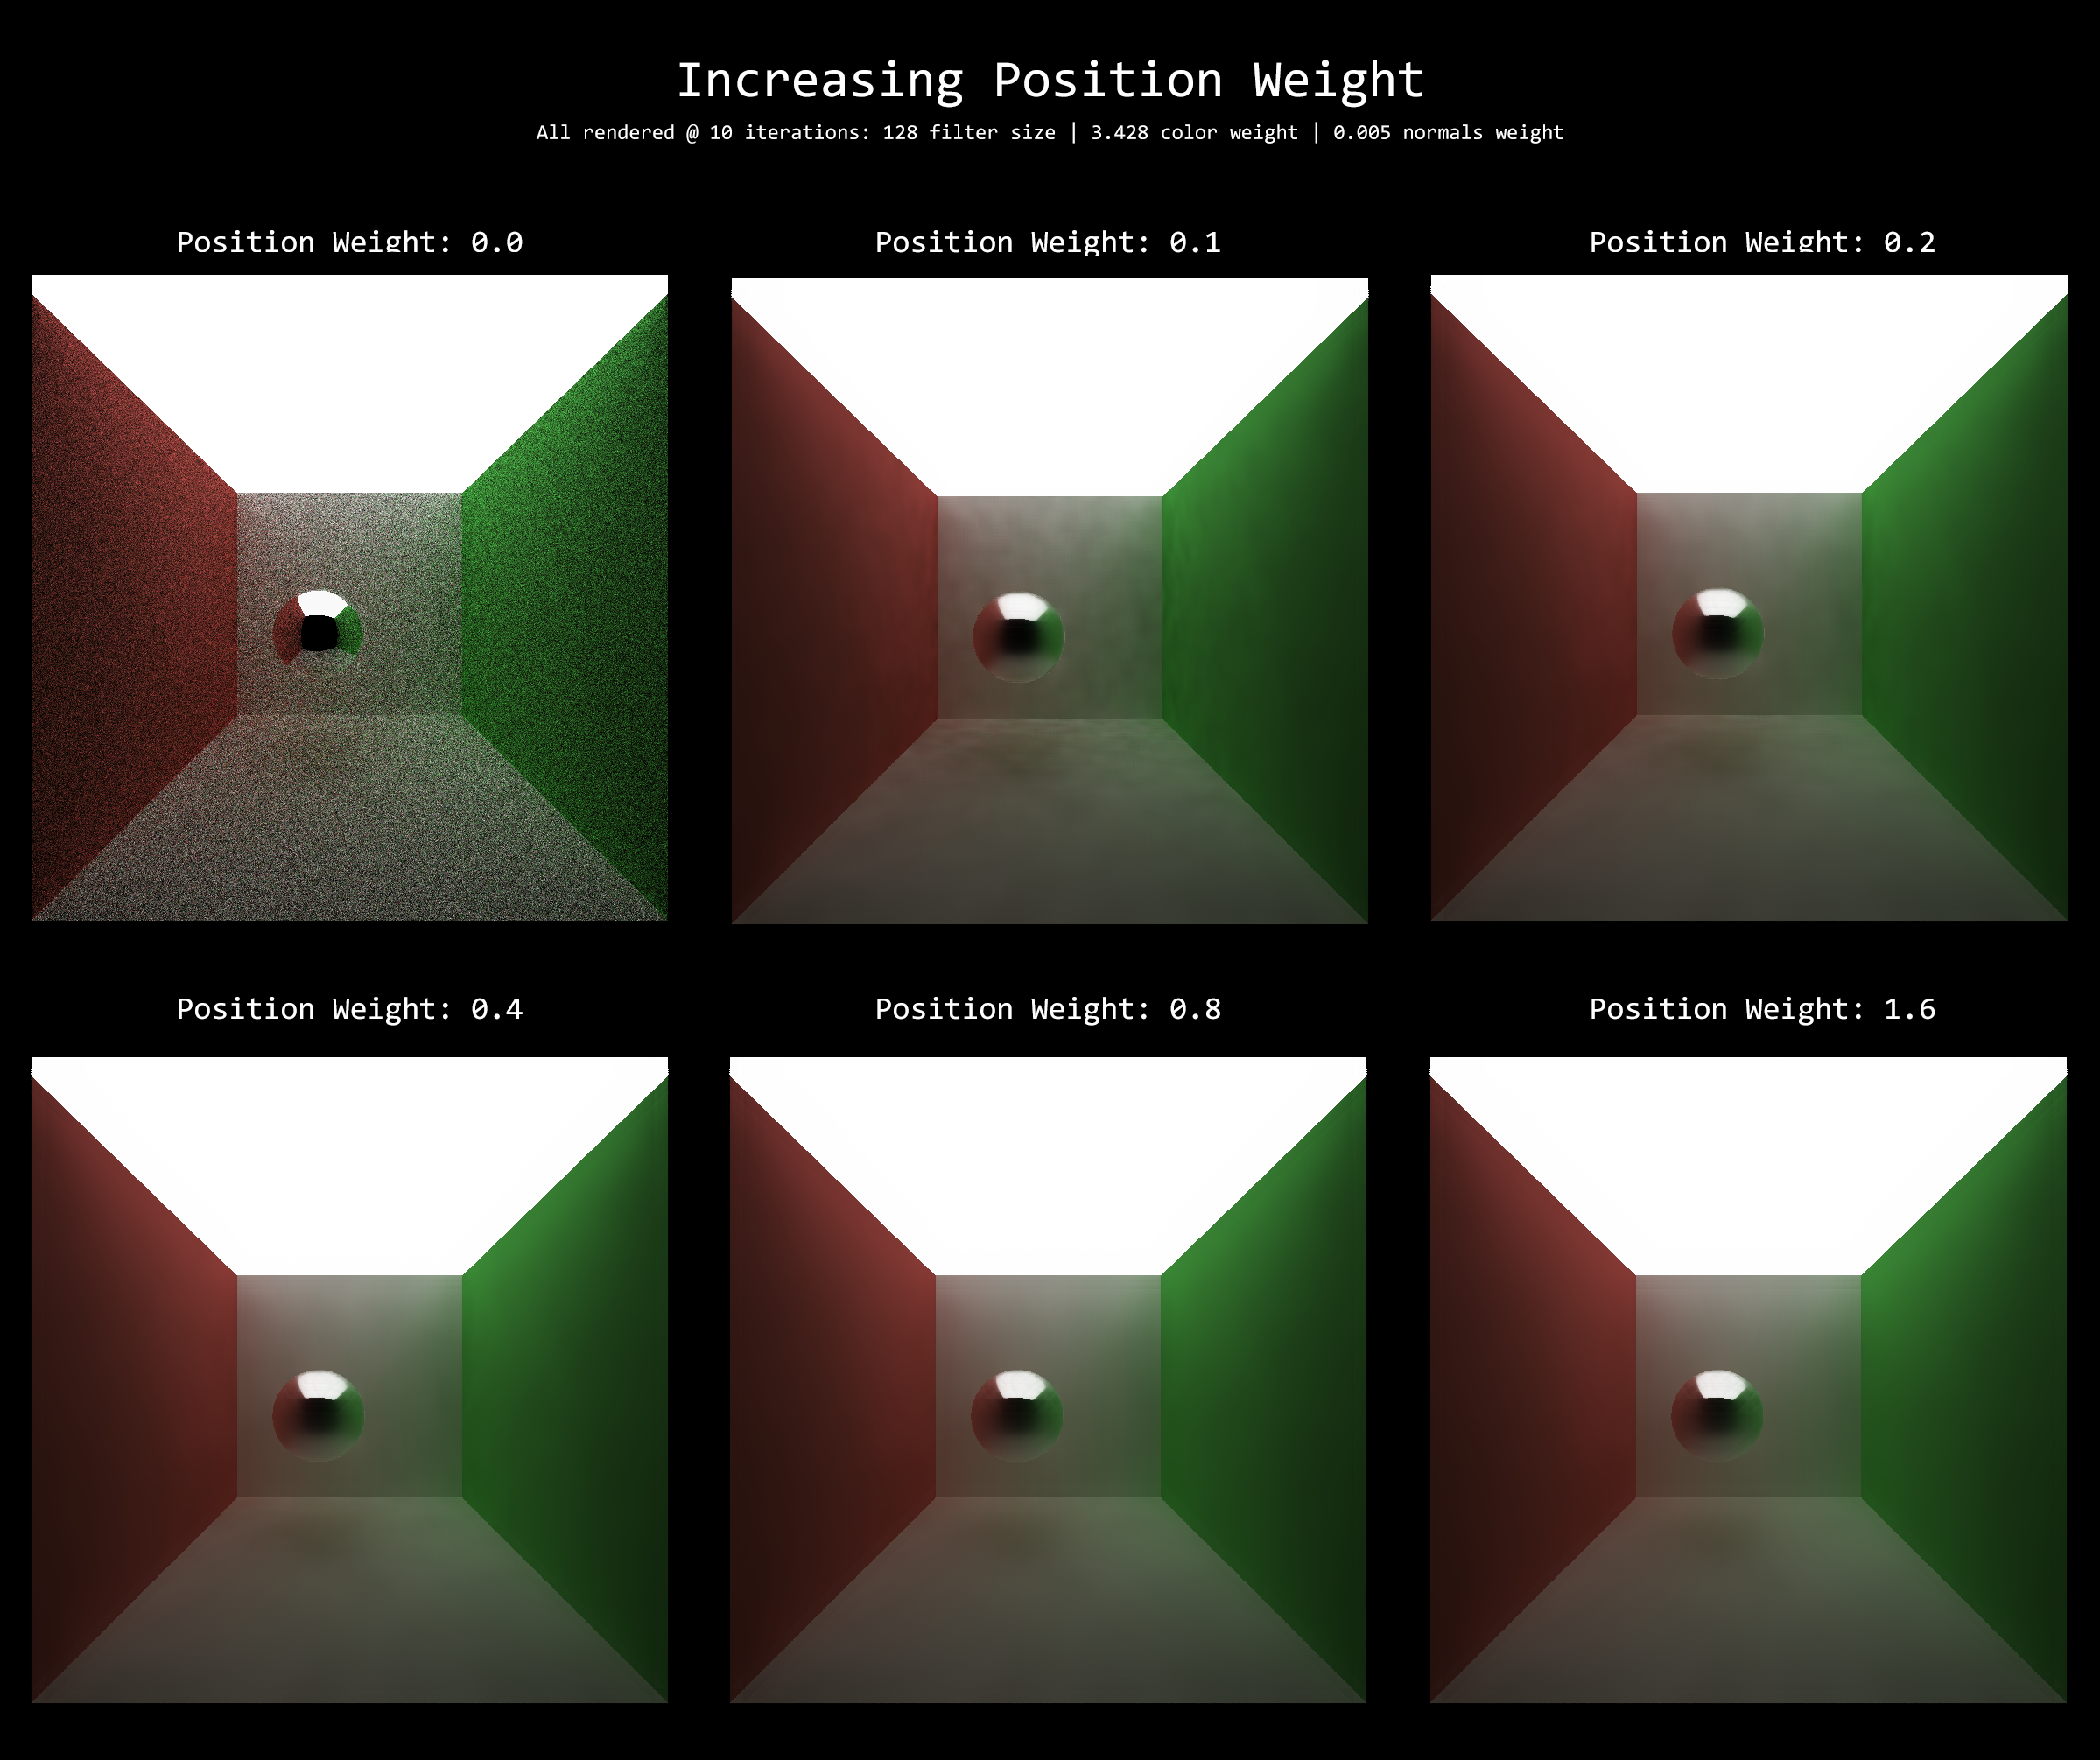 Increasing Position Weight
All rendered @ 10 iterations: 128 filter size | 3.428 color weight | 0.005 normals weight
Position Weight: 0.0
Position Weight: 0.1
Position Weight: 0.2
Position Weight: 0.4
Position Weight: 0.8
Position Weight: 1.6